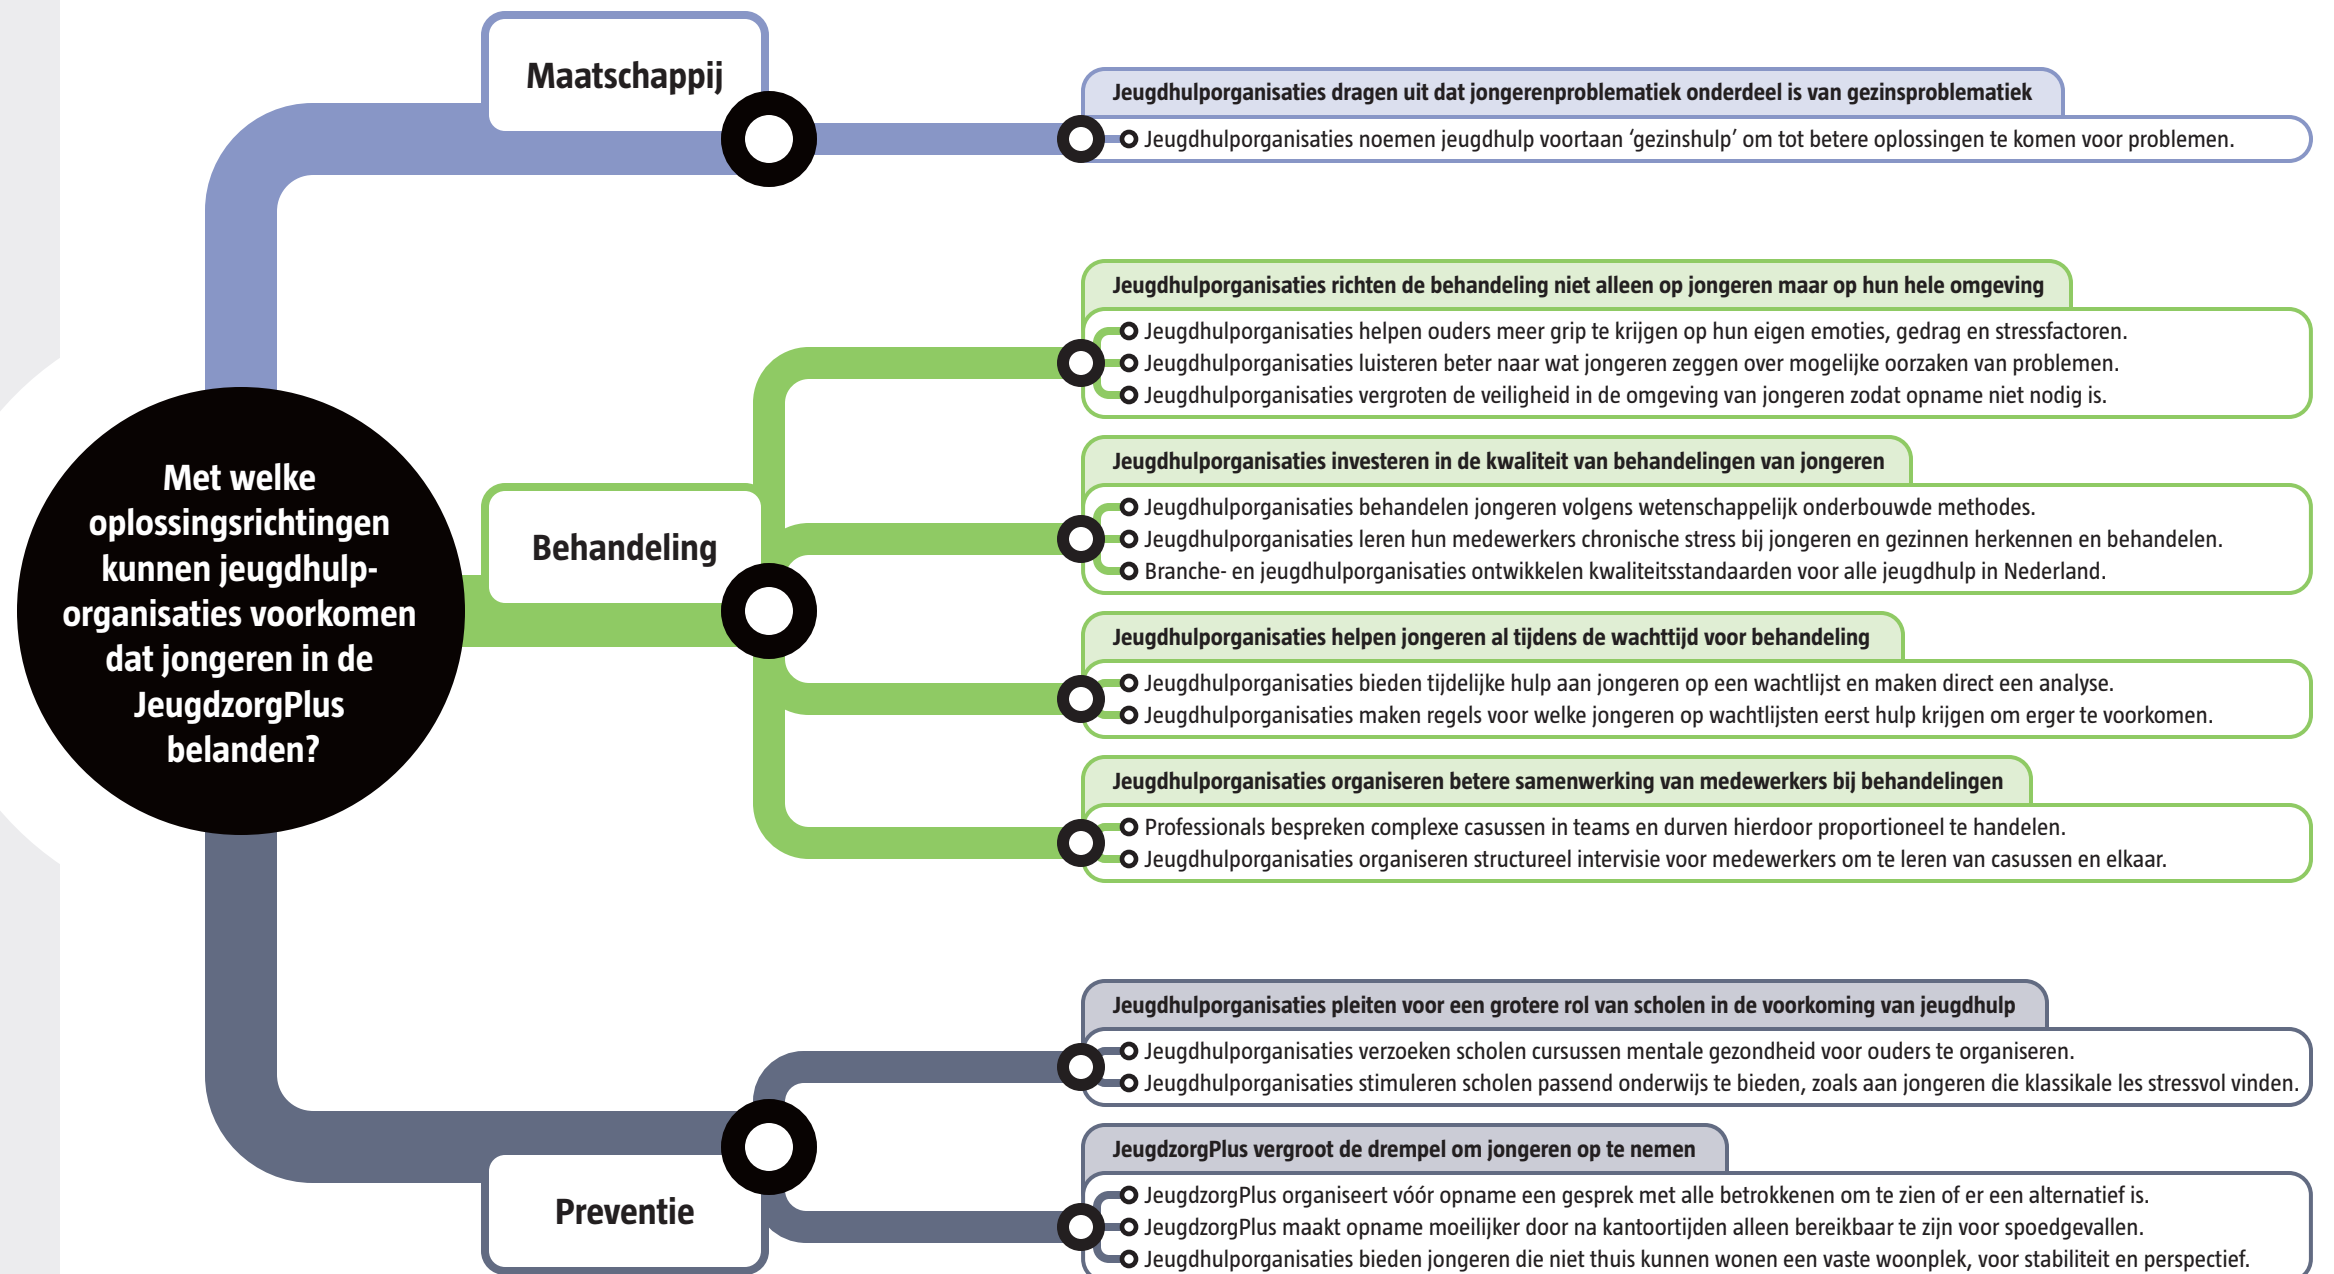 Met welke
oplossingsrichtingen
kunnen jeugdhulp-
organisaties voorkomen
dat jongeren in de
JeugdzorgPlus
belanden?
Maatschappij
Jeugdhulporganisaties dragen uit dat jongerenproblematiek onderdeel is van gezinsproblematiek
Jeugdhulporganisaties noemen jeugdhulp voortaan ‘gezinshulp’ om tot betere oplossingen te komen voor problemen.
Behandeling
Jeugdhulporganisaties richten de behandeling niet alleen op jongeren maar op hun hele omgeving
Jeugdhulporganisaties helpen ouders meer grip te krijgen op hun eigen emoties, gedrag en stressfactoren.
Jeugdhulporganisaties luisteren beter naar wat jongeren zeggen over mogelijke oorzaken van problemen.
Jeugdhulporganisaties vergroten de veiligheid in de omgeving van jongeren zodat opname niet nodig is.
Jeugdhulporganisaties investeren in de kwaliteit van behandelingen van jongeren
Jeugdhulporganisaties behandelen jongeren volgens wetenschappelijk onderbouwde methodes.
Jeugdhulporganisaties leren hun medewerkers chronische stress bij jongeren en gezinnen herkennen en behandelen.
Branche- en jeugdhulporganisaties ontwikkelen kwaliteitsstandaarden voor alle jeugdhulp in Nederland.
Jeugdhulporganisaties helpen jongeren al tijdens de wachttijd voor behandeling
Jeugdhulporganisaties bieden tijdelijke hulp aan jongeren op een wachtlijst en maken direct een analyse.
Jeugdhulporganisaties maken regels voor welke jongeren op wachtlijsten eerst hulp krijgen om erger te voorkomen.
Jeugdhulporganisaties organiseren betere samenwerking van medewerkers bij behandelingen
Professionals bespreken complexe casussen in teams en durven hierdoor proportioneel te handelen.
Jeugdhulporganisaties organiseren structureel intervisie voor medewerkers om te leren van casussen en elkaar.
Preventie
Jeugdhulporganisaties pleiten voor een grotere rol van scholen in de voorkoming van jeugdhulp
Jeugdhulporganisaties verzoeken scholen cursussen mentale gezondheid voor ouders te organiseren.
Jeugdhulporganisaties stimuleren scholen passend onderwijs te bieden, zoals aan jongeren die klassikale les stressvol vinden.
JeugdzorgPlus vergroot de drempel om jongeren op te nemen
JeugdzorgPlus organiseert vóór opname een gesprek met alle betrokkenen om te zien of er een alternatief is.
JeugdzorgPlus maakt opname moeilijker door na kantoortijden alleen bereikbaar te zijn voor spoedgevallen.
Jeugdhulporganisaties bieden jongeren die niet thuis kunnen wonen een vaste woonplek, voor stabiliteit en perspectief.